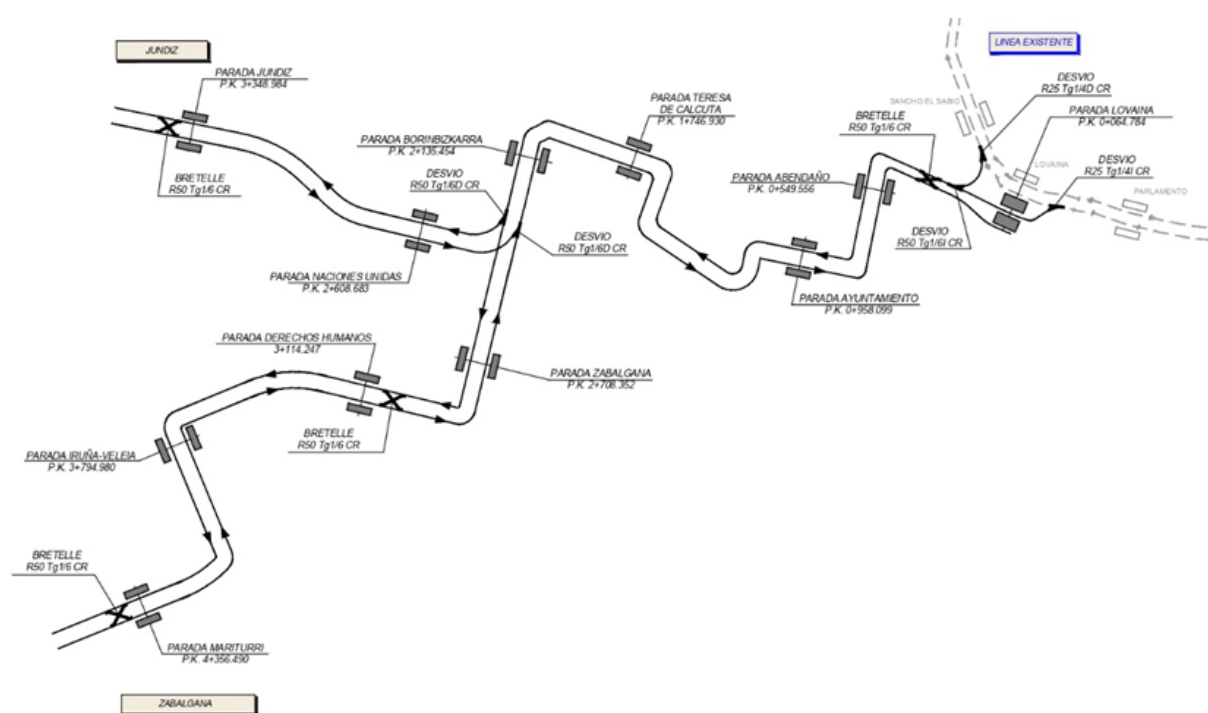 JUNDIZ
LINEA EXISTENTE
PARADA JUNDIZ
P.K. 3+348.984
DESVIO
R25 Tg1/4D CR
PARADA TERESA
DE CALCUTA
P.K. 1+746.930
SANCHO EL SABIO
BRETELLE
R50 Tg1/6 CR
PARADA LOVAINA
P.K. 0+064.784
PARADA BORINBIZKARRA
P.K. 2+135.454
LOVAINA
DESVIO
R25 Tg1/4I CR
BRETELLE
R50 Tg1/6 CR
DESVIO
R50 Tg1/6D CR
PARADA ABENDAÑO
P.K. 0+549.556
PARLAMENTO
DESVIO
R50 Tg1/6D CR
DESVIO
R50 Tg1/6I CR
PARADA NACIONES UNIDAS
P.K. 2+608.683
PARADA AYUNTAMIENTO
P.K. 0+958.099
PARADA DERECHOS HUMANOS
3+114.247
PARADA ZABALGANA
P.K. 2+708.352
BRETELLE
R50 Tg1/6 CR
PARADA IRUÑA-VELEIA
P.K. 3+794.980
BRETELLE
R50 Tg1/6 CR
PARADA MARITURRI
P.K. 4+356.490
ZABALGANA